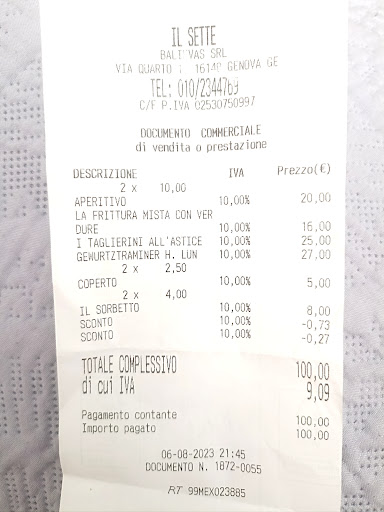 IL SETTE
SRL
VIA QUARTO GENOVA GE
TEL: 010/2344769
C/F P.IVA 02530750997
DOCUMENTO COMMERCIALE
di vendita o prestazione
DESCRIZIONE IVA Prezzo(€)
2 x 10,00
APERITIVO 10,00% 20,00
LA FRITTURA MISTA CON VER
DURE 10,00% 16,00
I TAGLIERINI ALL'ASTICE 10,00% 25,00
GEWURTZTRAMINER H. LUN 10,00% 27,00
2 x 2,50
COPERTO 10,00% 5,00
2 x 4,00
IL SORBETTO 10,00% 8,00
SCONTO 10,00% -0,73
SCONTO 10,00% -0,27
TOTALE COMPLESSIVO 100,00
di cui IVA 9,09
Pagamento contante 100,00
Importo pagato 100,00
06-08-2023 21:45
DOCUMENTO N. 1872-0055
RT 99MEX023885